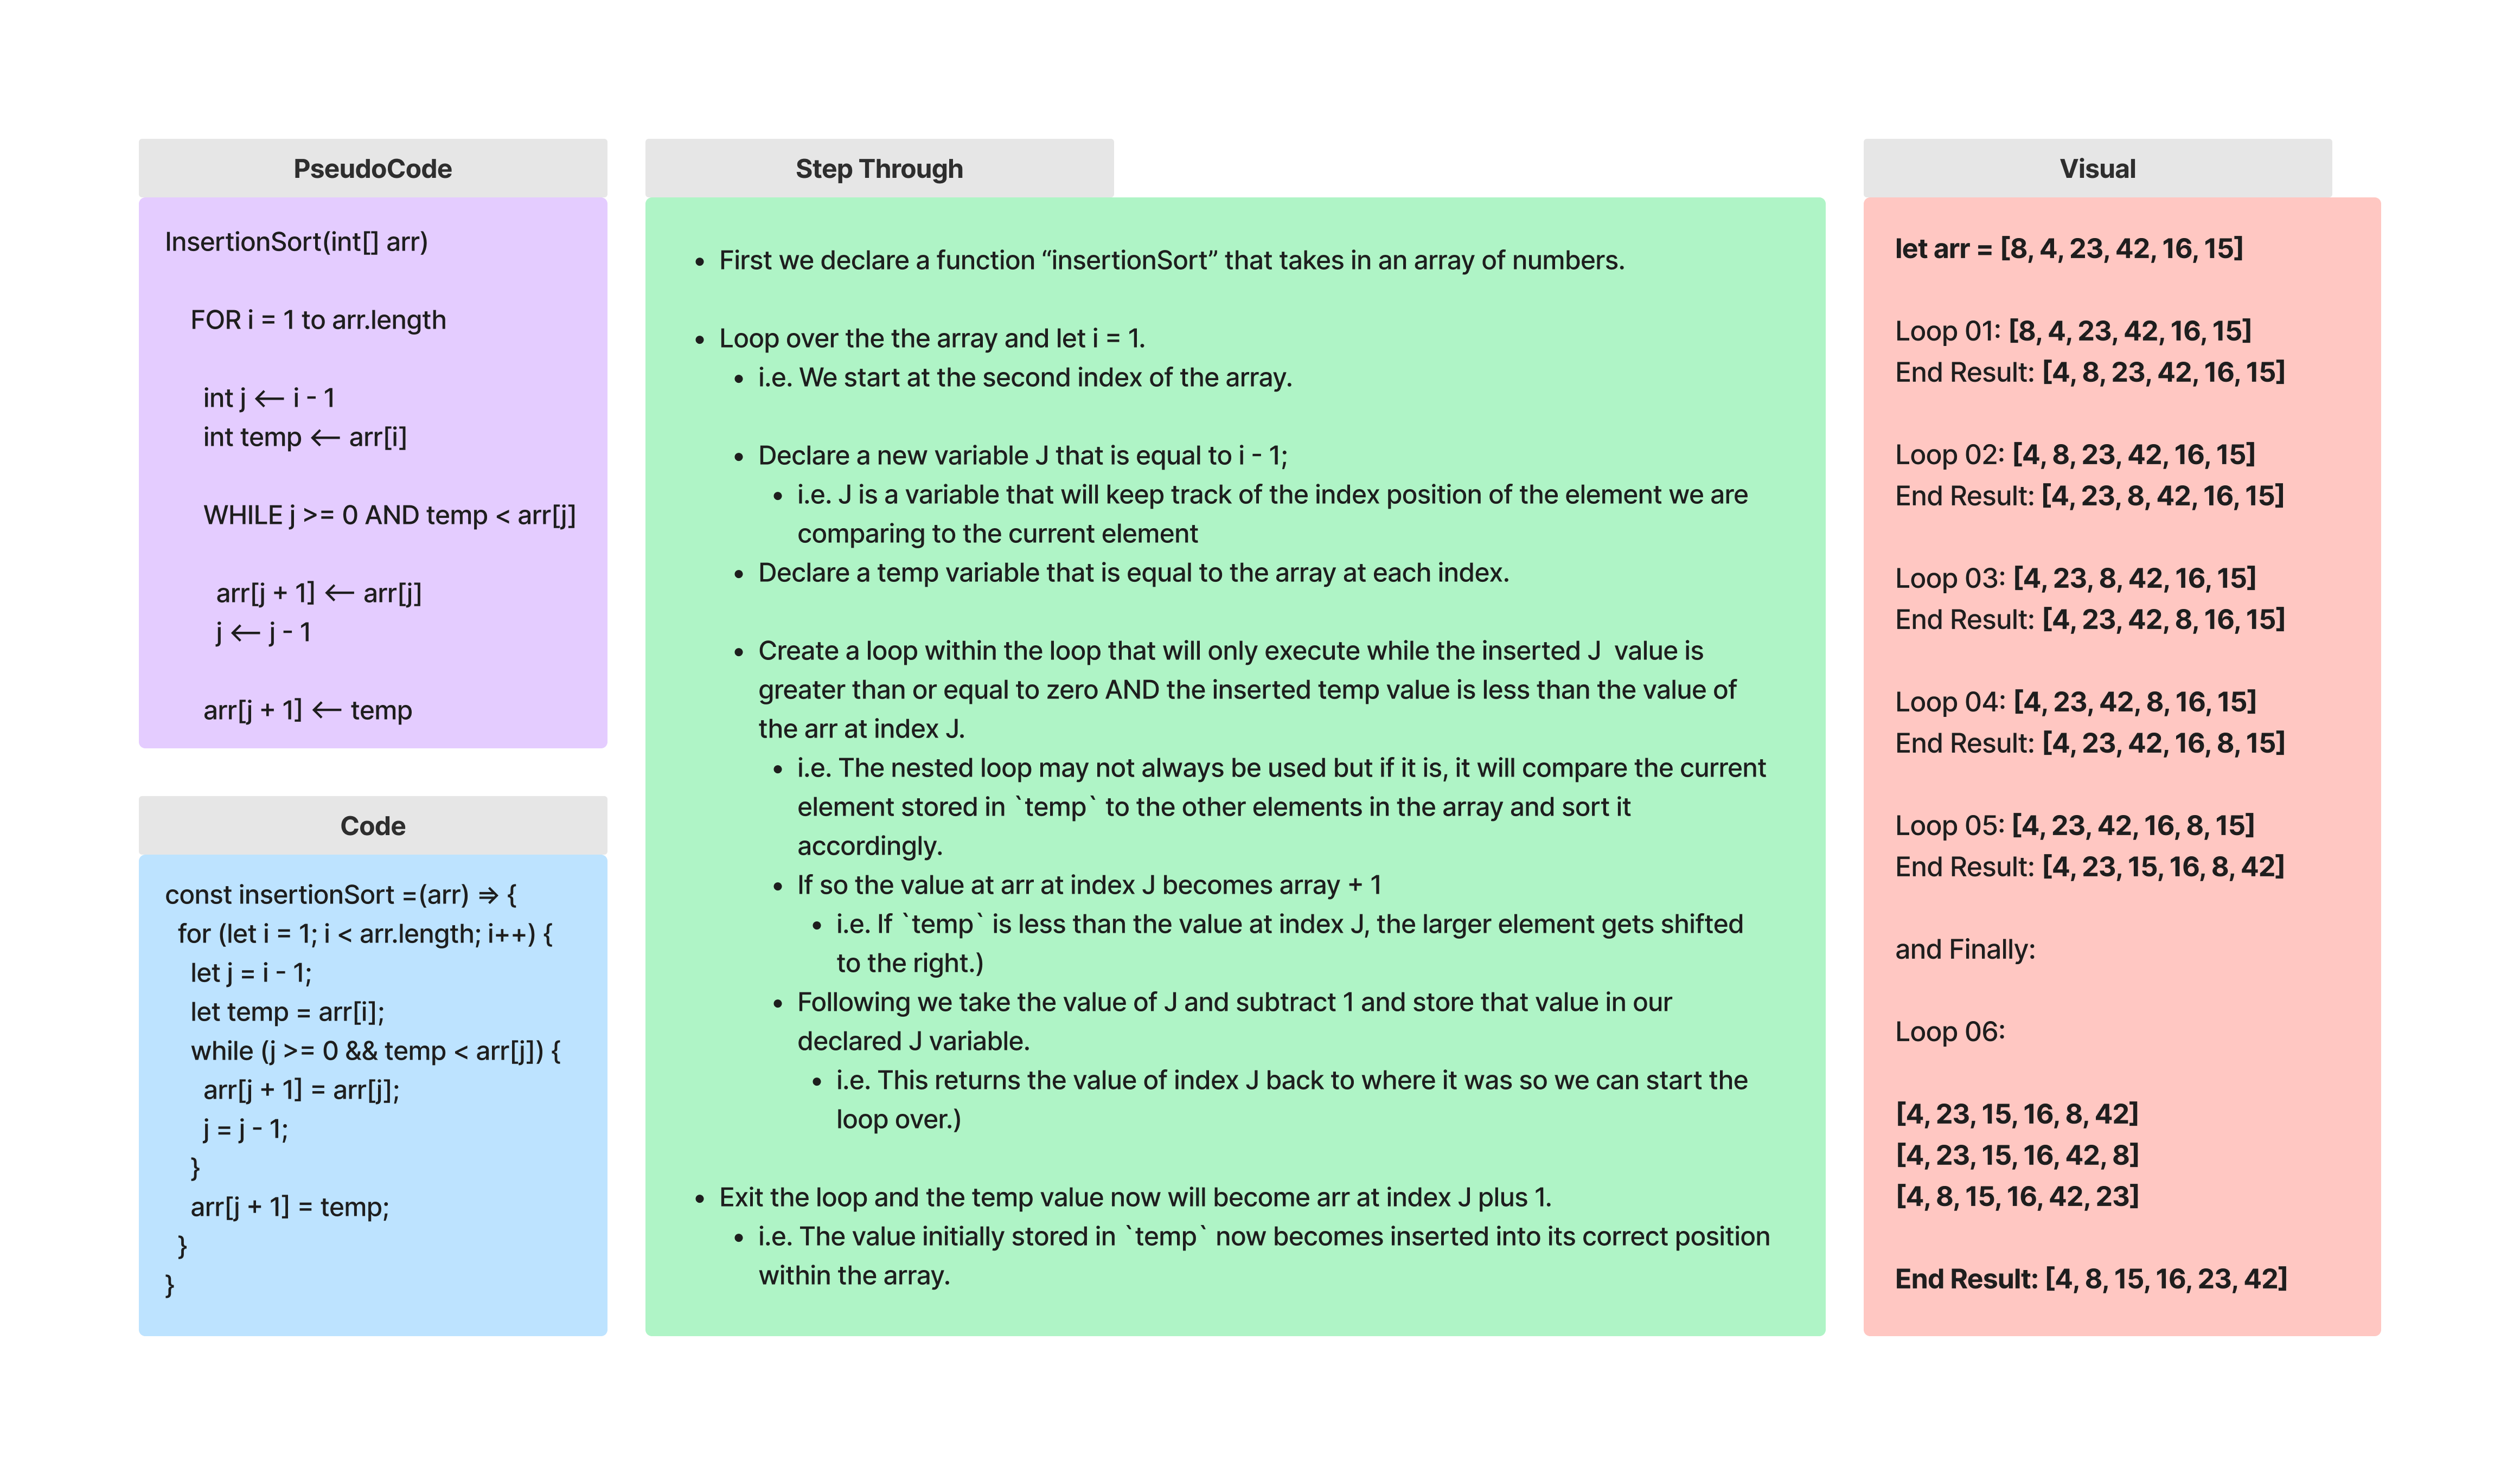 PseudoCode
InsertionSort(int[] arr)
FOR i = 1 to arr.length
int j ← i - 1
int temp ← arr[i]
WHILE j >= 0 AND temp < arr[j]
arr[j + 1] ← arr[j]
j ← j - 1
arr[j + 1] ← temp
Code
const insertionSort =(arr) => {
for (let i = 1; i < arr.length; i++) {
let j = i - 1;
let temp = arr[i];
while (j >= 0 && temp < arr[j]) {
arr[j + 1] = arr[j];
j = j - 1;
}
arr[j + 1] = temp;
}
}
Step Through
• First we declare a function “insertionSort” that takes in an array of numbers.
• Loop over the the array and let i = 1.
• i.e. We start at the second index of the array.
• Declare a new variable J that is equal to i - 1;
• i.e. J is a variable that will keep track of the index position of the element we are
comparing to the current element
• Declare a temp variable that is equal to the array at each index.
• Create a loop within the loop that will only execute while the inserted J  value is
greater than or equal to zero AND the inserted temp value is less than the value of
the arr at index J.
• i.e. The nested loop may not always be used but if it is, it will compare the current
element stored in `temp` to the other elements in the array and sort it
accordingly.
• If so the value at arr at index J becomes array + 1
• i.e. If `temp` is less than the value at index J, the larger element gets shifted
to the right.)
• Following we take the value of J and subtract 1 and store that value in our
declared J variable.
• i.e. This returns the value of index J back to where it was so we can start the
loop over.)
• Exit the loop and the temp value now will become arr at index J plus 1.
• i.e. The value initially stored in `temp` now becomes inserted into its correct position
within the array.
Visual
let arr = [8, 4, 23, 42, 16, 15]
Loop 01: [8, 4, 23, 42, 16, 15]
End Result: [4, 8, 23, 42, 16, 15]
Loop 02: [4, 8, 23, 42, 16, 15]
End Result: [4, 23, 8, 42, 16, 15]
Loop 03: [4, 23, 8, 42, 16, 15]
End Result: [4, 23, 42, 8, 16, 15]
Loop 04: [4, 23, 42, 8, 16, 15]
End Result: [4, 23, 42, 16, 8, 15]
Loop 05: [4, 23, 42, 16, 8, 15]
End Result: [4, 23, 15, 16, 8, 42]
and Finally:
Loop 06:
[4, 23, 15, 16, 8, 42]
[4, 23, 15, 16, 42, 8]
[4, 8, 15, 16, 42, 23]
End Result: [4, 8, 15, 16, 23, 42]